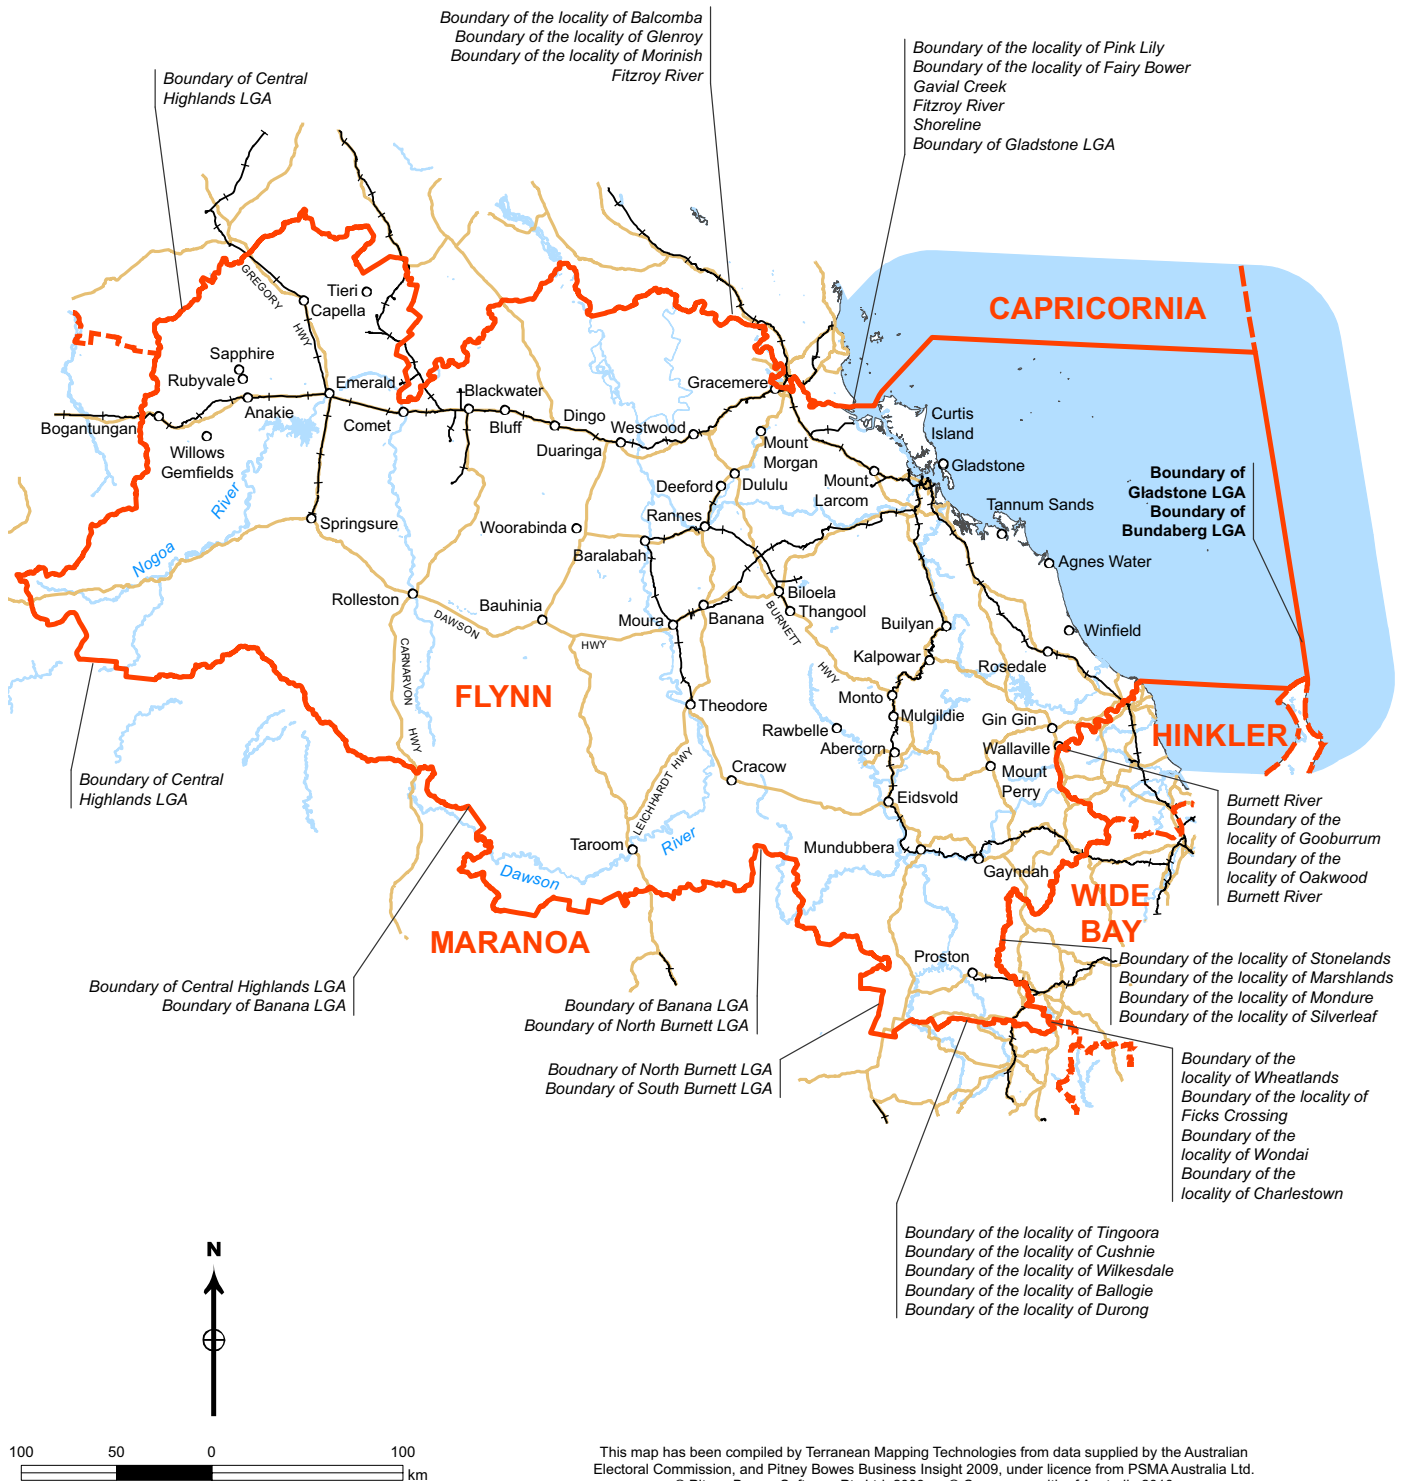 Boundary of the locality of Balcomba
Boundary of the locality of Glenroy
Boundary of the locality of Morinish
Fitzroy River
Boundary of the locality of Pink Lily
Boundary of the locality of Fairy Bower
Gavial Creek
Fitzroy River
Shoreline
Boundary of Gladstone LGA
Boundary of Central
Highlands LGA
CAPRICORNIA
GREGORY
HWY
Tieri
Capella
Sapphire
Rubyvale
Emerald
Anakie
Comet
Blackwater
Bluff
Dingo
Duaringa
Westwood
Gracemere
Bogantungan
Willows
Gemfields
Mount
Morgan
Curtis
Island
Gladstone
Mount
Larcom
Dululu
Deeford
Rannes
Tannum Sands
Boundary of
Gladstone LGA
Boundary of
Bundaberg LGA
River
Nogoa
Springsure
Woorabinda
Baralabah
Agnes Water
Rolleston
Bauhinia
Moura
Banana
Biloela
Thangool
Builyan
Winfield
DAWSON
HWY
BURNETT
HWY
Kalpowar
Rosedale
CARNARVON
HWY
FLYNN
Theodore
Monto
Mulgildie
Rawbelle
Abercorn
Gin Gin
Wallaville
HINKLER
Mount
Perry
Cracow
Eidsvold
LEICHHARDT HWY
Taroom
River
Dawson
Mundubbera
Gayndah
Boundary of Central
Highlands LGA
Burnett River
Boundary of the
locality of Gooburrum
Boundary of the
locality of Oakwood
Burnett River
WIDE
BAY
MARANOA
Proston
Boundary of Central Highlands LGA
Boundary of Banana LGA
Boundary of Banana LGA
Boundary of North Burnett LGA
Boundary of the locality of Stonelands
Boundary of the locality of Marshlands
Boundary of the locality of Mondure
Boundary of the locality of Silverleaf
Boudnary of North Burnett LGA
Boundary of South Burnett LGA
Boundary of the
locality of Wheatlands
Boundary of the locality of
Ficks Crossing
Boundary of the
locality of Wondai
Boundary of the
locality of Charlestown
Boundary of the locality of Tingoora
Boundary of the locality of Cushnie
Boundary of the locality of Wilkesdale
Boundary of the locality of Ballogie
Boundary of the locality of Durong
N
100 50 0 100
km
This map has been compiled by Terranean Mapping Technologies from data supplied by the Australian
Electoral Commission, and Pitney Bowes Business Insight 2009, under licence from PSMA Australia Ltd.